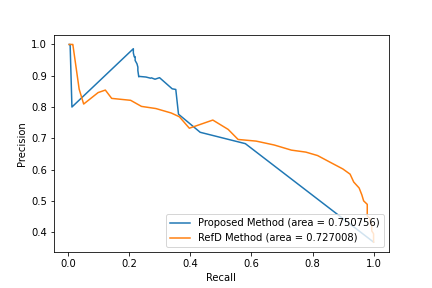 1.0
0.9
0.8
0.7
0.6
0.5
0.4
Precision
Proposed Method (area = 0.750756)
RefD Method (area = 0.727008)
0.0 0.2 0.4 0.6 0.8 1.0
Recall